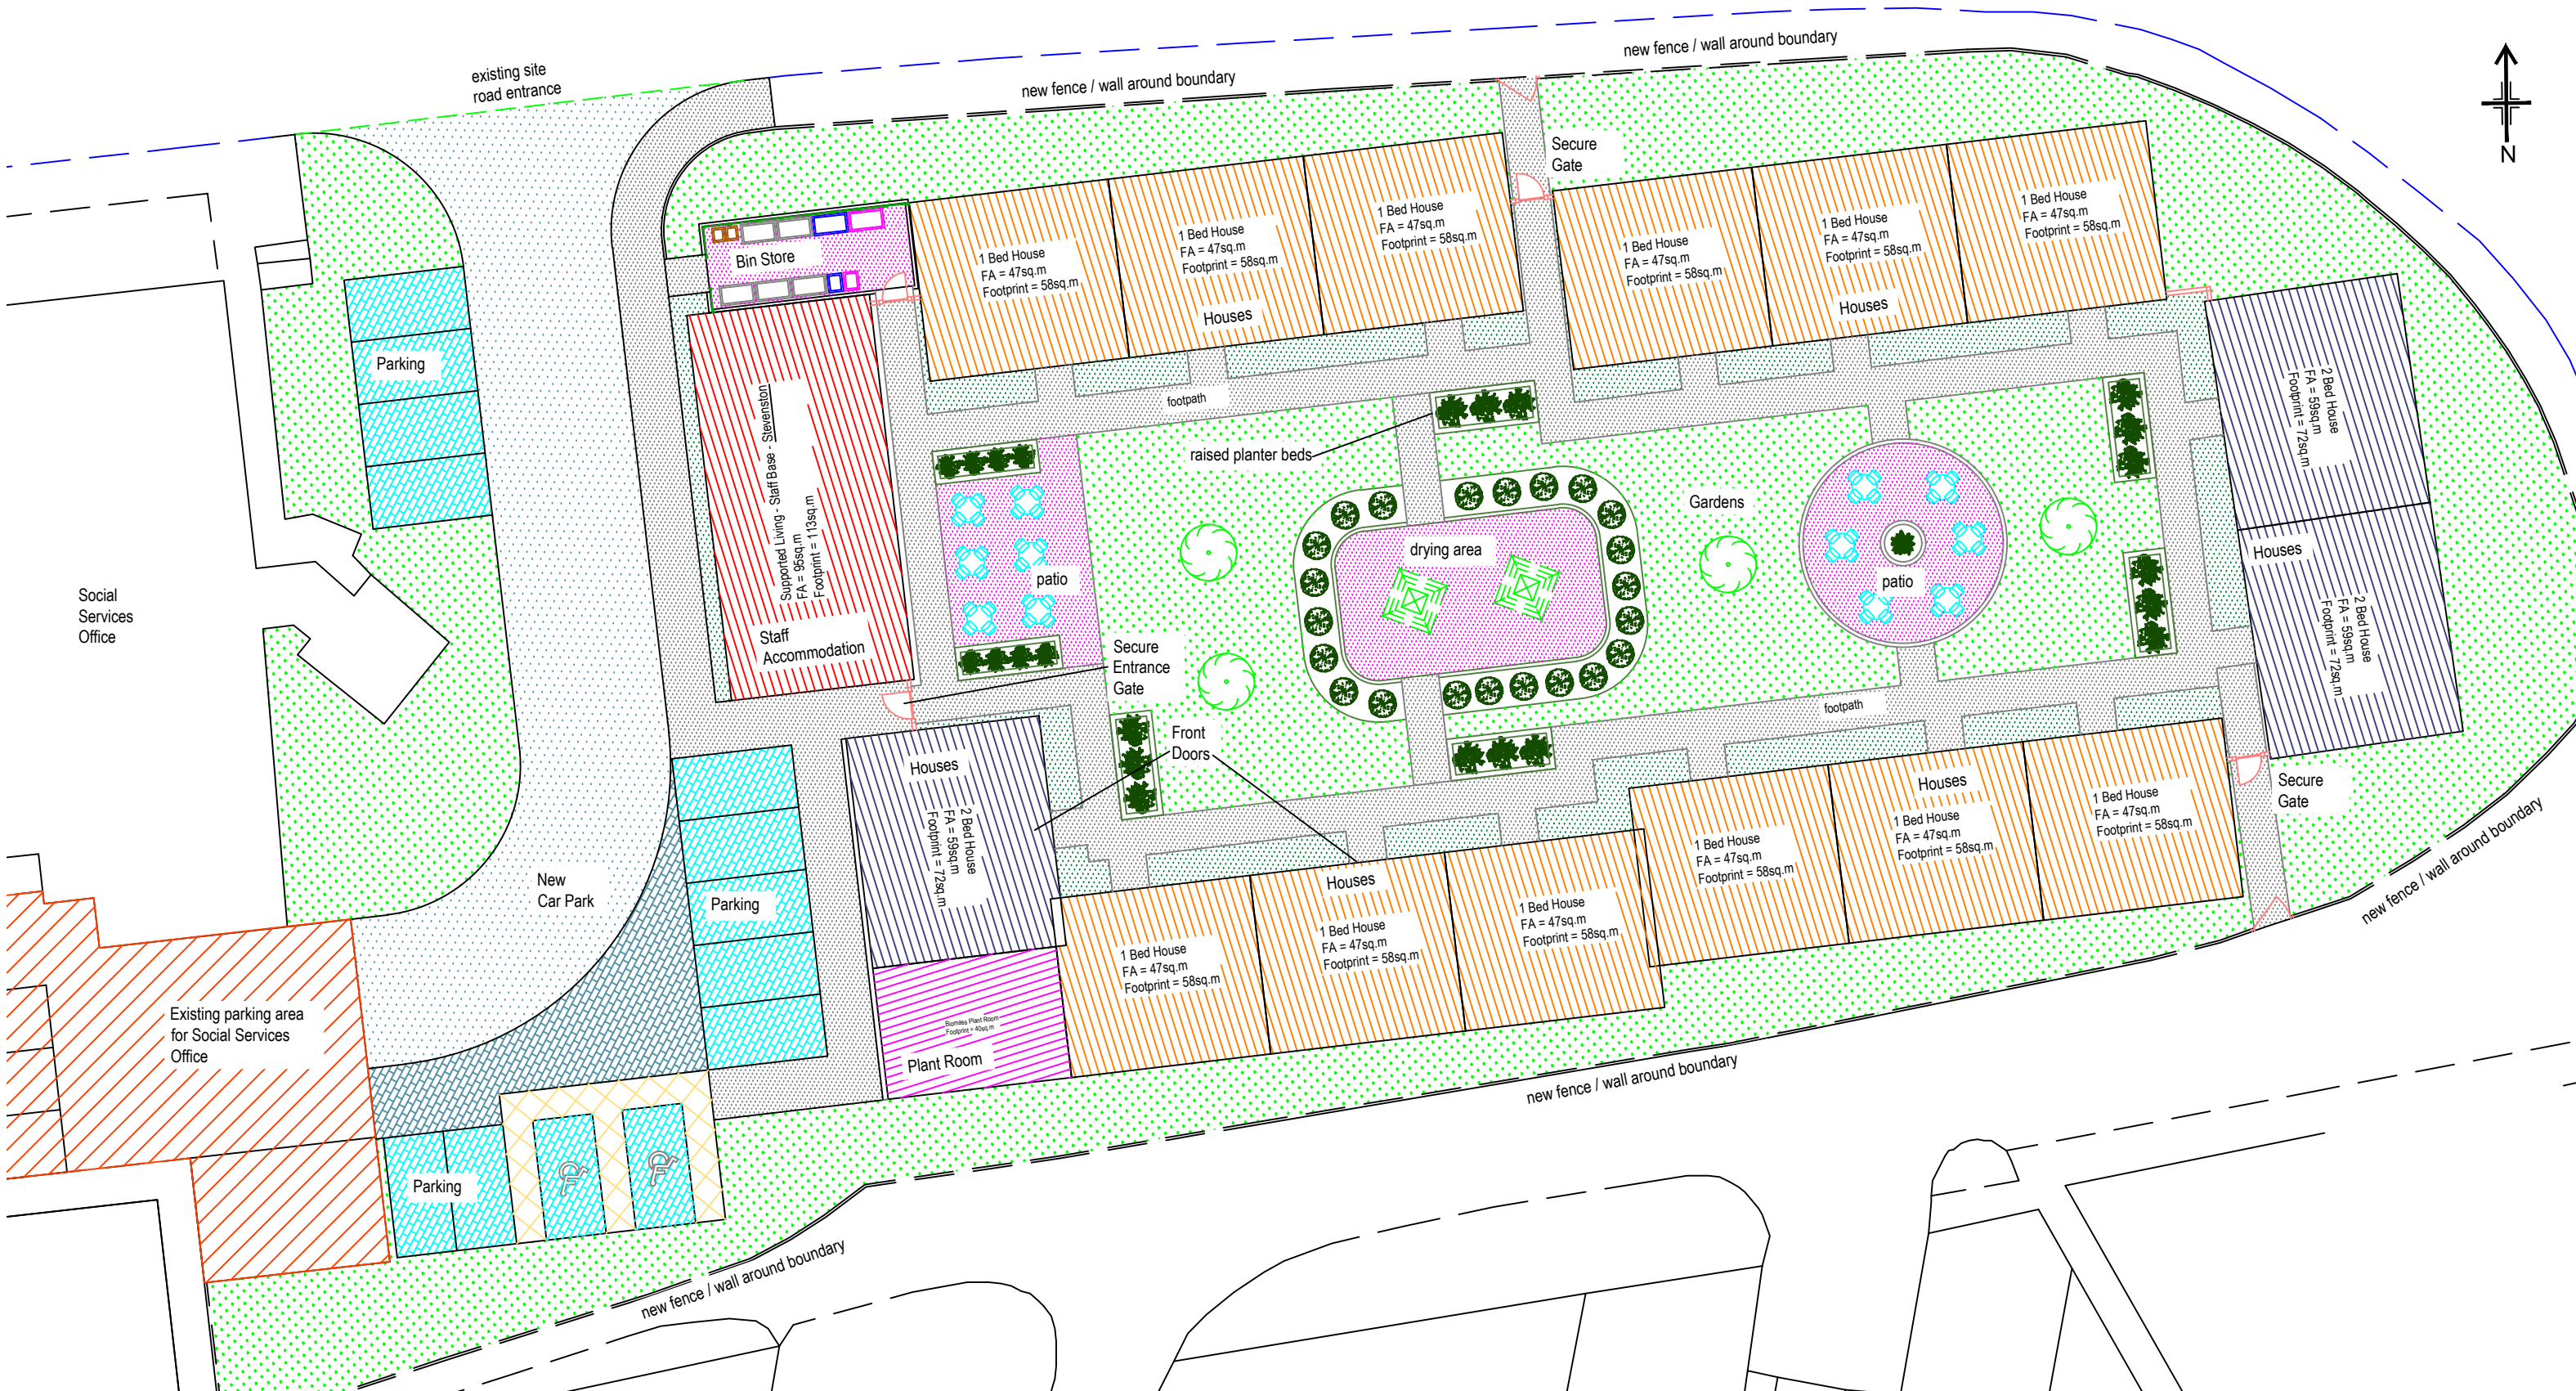 existing site
road entrance
new fence / wall around boundary
new fence / wall around boundary
N
Secure
Gate
Bin Store
1 Bed House
FA = 47sq.m
Footprint = 58sq.m
1 Bed House
FA = 47sq.m
Footprint = 58sq.m
Houses
1 Bed House
FA = 47sq.m
Footprint = 58sq.m
1 Bed House
FA = 47sq.m
Footprint = 58sq.m
1 Bed House
FA = 47sq.m
Footprint = 58sq.m
Houses
1 Bed House
FA = 47sq.m
Footprint = 58sq.m
Parking
Supported Living - Staff Base - Stevenston
FA = 95sq.m
Footprint = 113sq.m
Staff
Accommodation
footpath
raised planter beds
patio
drying area
Gardens
patio
2 Bed House
FA = 59sq.m
Footprint = 72sq.m
Houses
2 Bed House
FA = 59sq.m
Footprint = 72sq.m
Social
Services
Office
Secure
Entrance
Gate
Front
Doors
footpath
Houses
2 Bed House
FA = 59sq.m
Footprint = 72sq.m
Secure
Gate
New
Car Park
Parking
Houses
1 Bed House
FA = 47sq.m
Footprint = 58sq.m
1 Bed House
FA = 47sq.m
Footprint = 58sq.m
1 Bed House
FA = 47sq.m
Footprint = 58sq.m
Houses
1 Bed House
FA = 47sq.m
Footprint = 58sq.m
1 Bed House
FA = 47sq.m
Footprint = 58sq.m
1 Bed House
FA = 47sq.m
Footprint = 58sq.m
Biomass Plant Room
Footprint = 40sq.m
Plant Room
Existing parking area
for Social Services
Office
Parking
new fence / wall around boundary
new fence / wall around boundary
new fence / wall around boundary